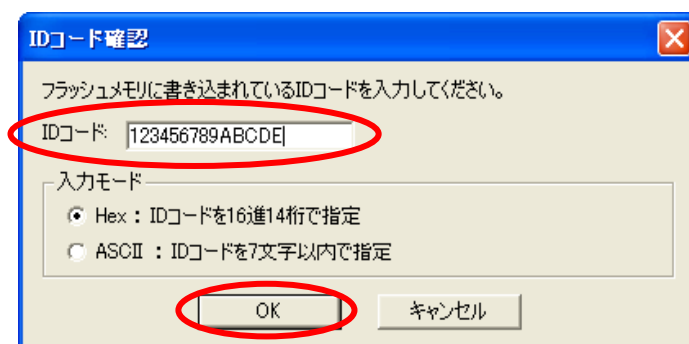 IDコード確認
フラッシュメモリに書き込まれているIDコードを入力してください。
IDコード: 123456789ABCDE
入力モード
Hex : IDコードを16進14桁で指定
ASCII : IDコードを7文字以内で指定
OK キャンセル